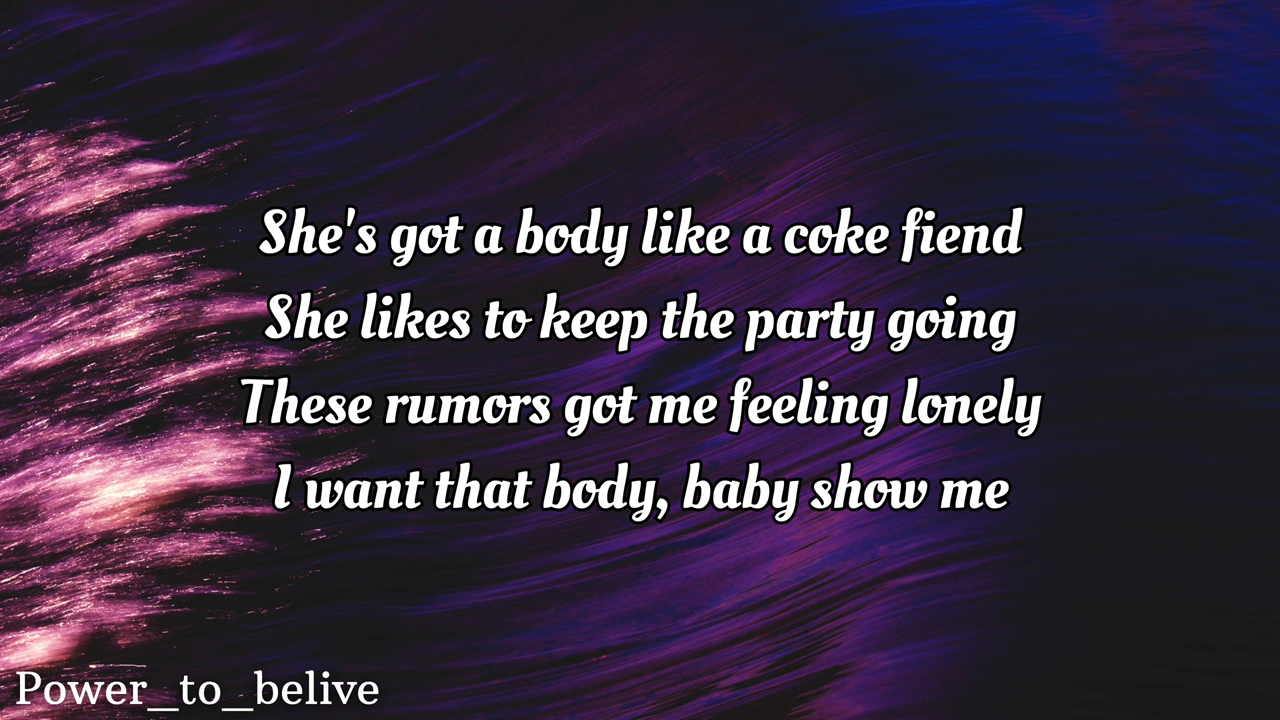 She's got a body like a coke fiend
She likes to keep the party going
These rumors got me feeling lonely
I want that body, baby show me
Power_to_belive